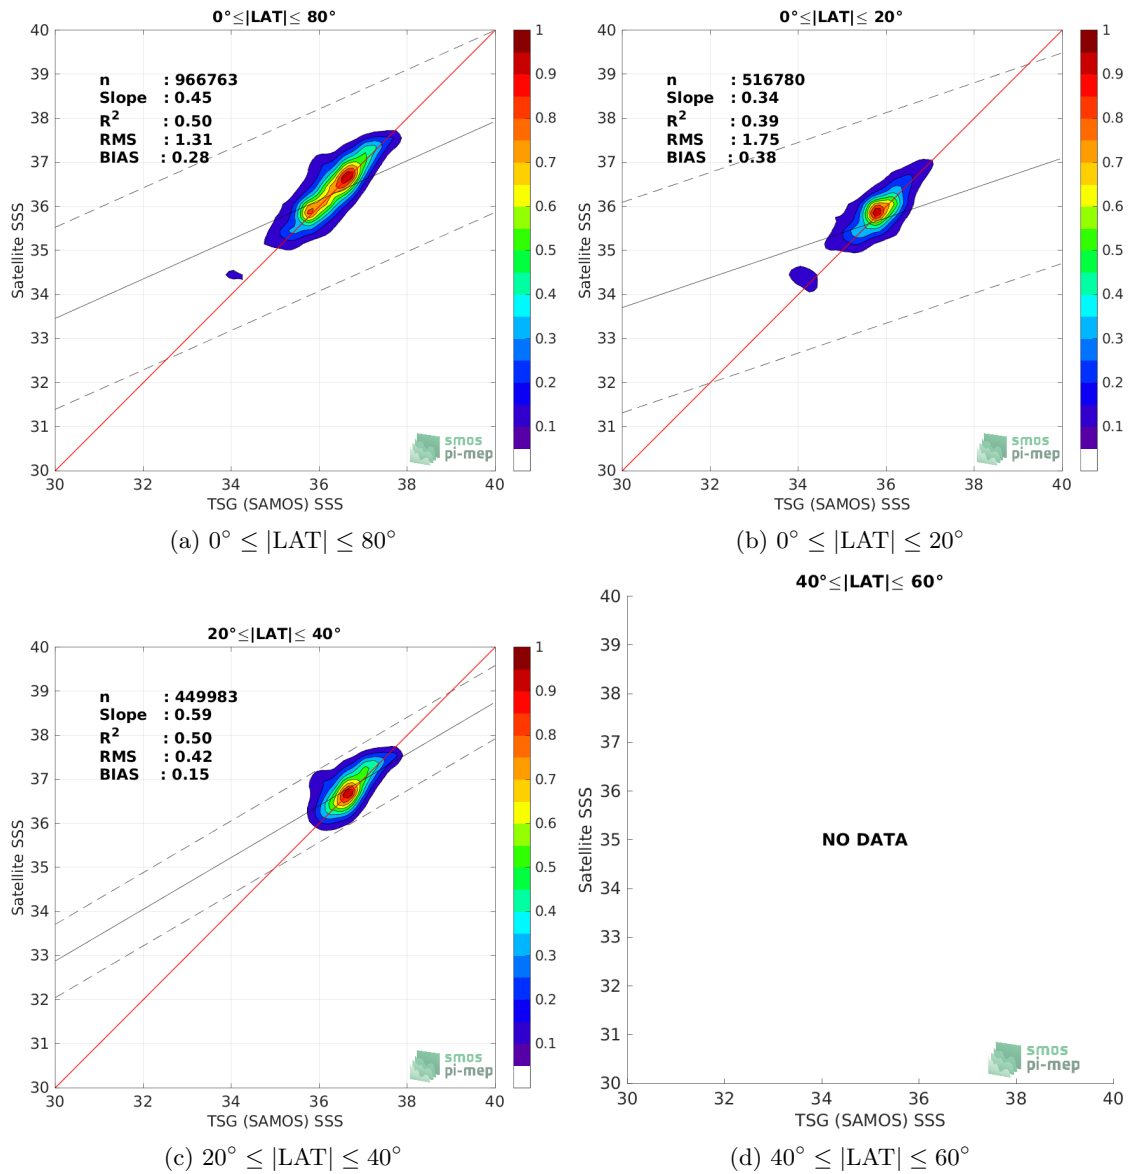 0°≤|LAT|≤ 80°
40
39
38
37
36
35
34
33
32
31
30
Satellite SSS
n : 966763
Slope : 0.45
R² : 0.50
RMS : 1.31
BIAS : 0.28
smos
pi-mep
30 32 34 36 38 40
TSG (SAMOS) SSS
1
0.9
0.8
0.7
0.6
0.5
0.4
0.3
0.2
0.1
(a) 0° ≤ |LAT| ≤ 80°
0°≤|LAT|≤ 20°
40
39
38
37
36
35
34
33
32
31
30
Satellite SSS
n : 516780
Slope : 0.34
R² : 0.39
RMS : 1.75
BIAS : 0.38
smos
pi-mep
30 32 34 36 38 40
TSG (SAMOS) SSS
1
0.9
0.8
0.7
0.6
0.5
0.4
0.3
0.2
0.1
(b) 0° ≤ |LAT| ≤ 20°
20°≤|LAT|≤ 40°
40
39
38
37
36
35
34
33
32
31
30
Satellite SSS
n : 449983
Slope : 0.59
R² : 0.50
RMS : 0.42
BIAS : 0.15
smos
pi-mep
30 32 34 36 38 40
TSG (SAMOS) SSS
1
0.9
0.8
0.7
0.6
0.5
0.4
0.3
0.2
0.1
(c) 20° ≤ |LAT| ≤ 40°
40°≤|LAT|≤ 60°
40
39
38
37
36
35
34
33
32
31
30
Satellite SSS
NO DATA
smos
pi-mep
30 32 34 36 38 40
TSG (SAMOS) SSS
(d) 40° ≤ |LAT| ≤ 60°